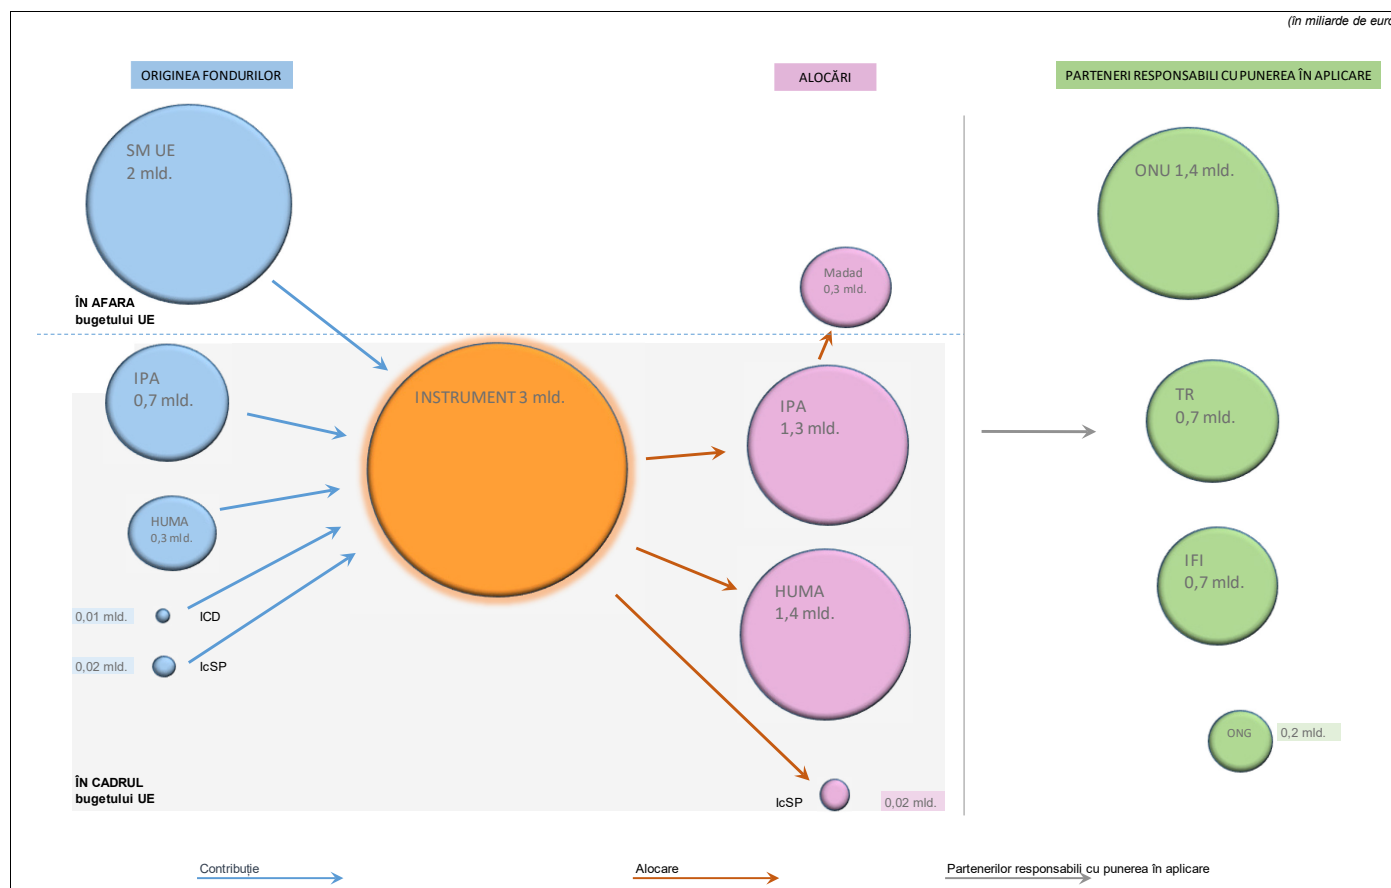 (în miliarde de euro
ORIGINEA FONDURILOR
ALOCĂRI
PARTENERI RESPONSABILI CU PUNEREA ÎN APLICARE
SM UE
2 mld.
ONU 1,4 mld.
Madad
0,3 mld.
ÎN AFARA
bugetului UE
IPA
0,7 mld.
INSTRUMENT 3 mld.
IPA
1,3 mld.
TR
0,7 mld.
HUMA
0,3 mld.
IFI
0,7 mld.
HUMA
1,4 mld.
0,01 mld.
ICD
0,02 mld.
IcSP
ONG
0,2 mld.
ÎN CADRUL
bugetului UE
IcSP
0,02 mld.
Contribuție
Alocare
Partenerilor responsabili cu punerea în aplicare